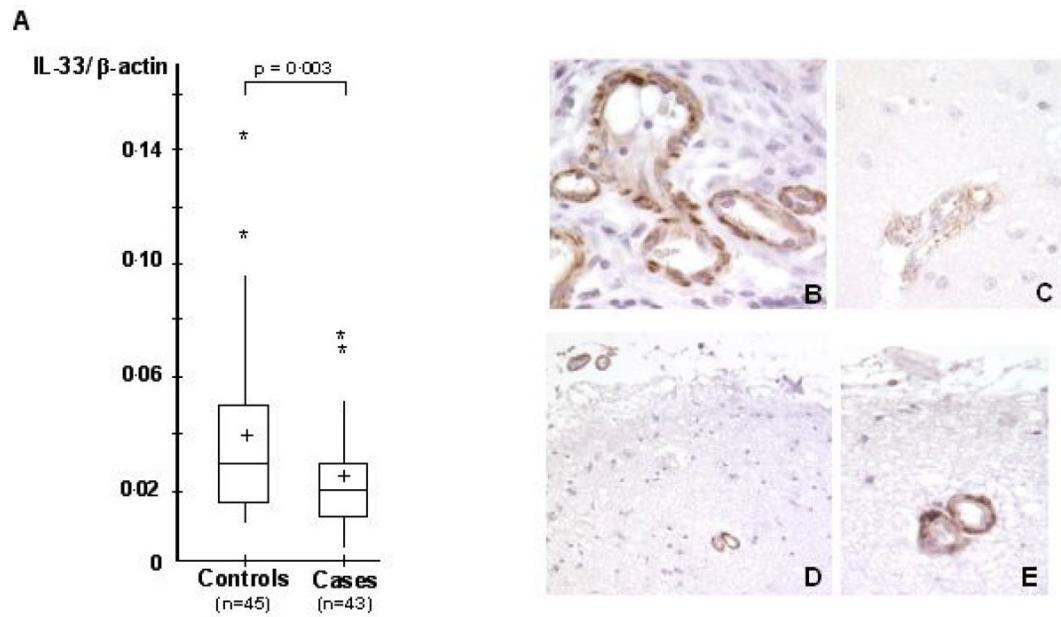 A
IL-33/ β-actin
p = 0·003
*
0·14
*
0·10
*
*
0·06
+
+
0·02
0
Controls
Cases
(n=45)
(n=43)
B
C
D
E